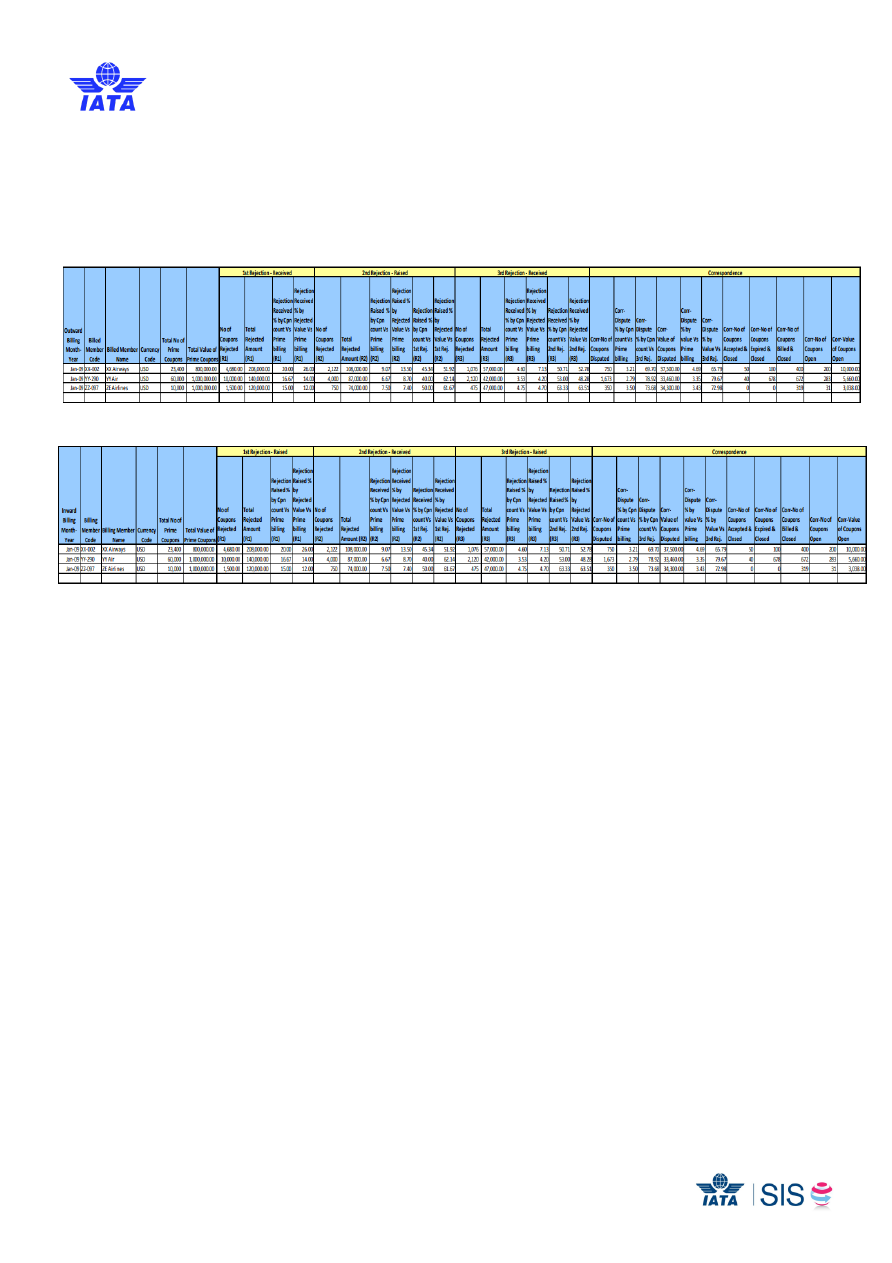 IATA
1st Rejection - Received 2nd Rejection - Raised 3rd Rejection - Received Correspondence
Outward Billing Month-Year
Billed Member Code
Billed Member Name
Currency Code
Total No of Prime Coupons
Total Value of Prime Coupons
No of Coupons Rejected (R1)
Total Rejected Amount (R1)
Rejection Received % by Cpn count Vs Prime billing (R1)
Rejection Received % by Rejected Value Vs Prime billing (R1)
No of Coupons Rejected (R2)
Total Rejected Amount (R2)
Rejection Raised % by Cpn count Vs Prime billing (R2)
Rejection Raised % by Rejected Value Vs Prime billing (R2)
Rejection Raised % by Cpn count Vs 1st Rej. (R2)
Rejection Raised % by Rejected Value Vs 1st Rej. (R2)
No of Coupons Rejected (R3)
Total Rejected Amount (R3)
Rejection Received % by Cpn count Vs Prime billing (R3)
Rejection Received % by Rejected Value Vs Prime billing (R3)
Rejection Received % by Cpn count Vs 2nd Rej. (R3)
Rejection Received % by Rejected Value Vs 2nd Rej. (R3)
Corr-No of Coupons Disputed
Corr-Dispute % by Cpn count Vs Prime billing
Corr-Dispute % by Cpn count Vs 3rd Rej.
Corr-Value of Coupons Disputed
Corr-Dispute % by value Vs Prime billing
Corr-Dispute % by Value Vs 3rd Rej.
Corr-No of Coupons Accepted & Closed
Corr-No of Coupons Expired & Closed
Corr-No of Coupons Billed & Closed
Corr-No of Coupons Open
Corr-Value of Coupons Open
Jan-09 XX-002 XX Airways USD 23,400 800,000.00 4,680.00 208,000.00 20.00 26.00 2,122 108,000.00 9.07 13.50 45.34 51.92 1,076 57,000.00 4.60 7.13 50.71 52.78 750 3.21 69.70 37,500.00 4.69 65.79 50 100 400 200 10,000.00
Jan-09 YY-290 YY Air USD 60,000 1,000,000.00 10,000.00 140,000.00 16.67 14.00 4,000 87,000.00 6.67 8.70 40.00 62.14 2,120 42,000.00 3.53 4.20 53.00 48.28 1,673 2.79 78.92 33,460.00 3.35 79.67 40 678 672 283 5,660.00
Jan-09 ZZ-097 ZE Airlines USD 10,000 1,000,000.00 1,500.00 120,000.00 15.00 12.00 750 74,000.00 7.50 7.40 50.00 61.67 475 47,000.00 4.75 4.70 63.33 63.51 350 3.50 73.68 34,300.00 3.43 72.98 0 0 319 31 3,038.00
1st Rejection - Raised 2nd Rejection - Received 3rd Rejection - Raised Correspondence
Inward Billing Month-Year
Billing Member Code
Billing Member Name
Currency Code
Total No of Prime Coupons
Total Value of Prime Coupons
No of Coupons Rejected (R1)
Total Rejected Amount (R1)
Rejection Raised % by Cpn count Vs Prime billing (R1)
Rejection Raised % by Rejected Value Vs Prime billing (R1)
No of Coupons Rejected (R2)
Total Rejected Amount (R2)
Rejection Received % by Cpn count Vs Prime billing (R2)
Rejection Received % by Rejected Value Vs Prime billing (R2)
Rejection Received % by Cpn count Vs 1st Rej. (R2)
Rejection Received % by Rejected Value Vs 1st Rej. (R2)
No of Coupons Rejected (R3)
Total Rejected Amount (R3)
Rejection Raised % by Cpn count Vs Prime billing (R3)
Rejection Raised % by Rejected Value Vs Prime billing (R3)
Rejection Raised % by Cpn count Vs 2nd Rej. (R3)
Rejection Raised % by Rejected Value Vs 2nd Rej. (R3)
Corr-No of Coupons Disputed
Corr-Dispute % by Cpn count Vs Prime billing
Corr-Dispute % by Cpn count Vs 3rd Rej.
Corr-Value of Coupons Disputed
Corr-Dispute % by value Vs Prime billing
Corr-Dispute % by Value Vs 3rd Rej.
Corr-No of Coupons Accepted & Closed
Corr-No of Coupons Expired & Closed
Corr-No of Coupons Billed & Closed
Corr-No of Coupons Open
Corr-Value of Coupons Open
Jan-09 XX-002 XX Airways USD 23,400 800,000.00 4,680.00 208,000.00 20.00 26.00 2,122 108,000.00 9.07 13.50 45.34 51.92 1,076 57,000.00 4.60 7.13 50.71 52.78 750 3.21 69.70 37,500.00 4.69 65.79 50 100 400 200 10,000.00
Jan-09 YY-290 YY Air USD 60,000 1,000,000.00 10,000.00 140,000.00 16.67 14.00 4,000 87,000.00 6.67 8.70 40.00 62.14 2,120 42,000.00 3.53 4.20 53.00 48.28 1,673 2.79 78.92 33,460.00 3.35 79.67 40 678 672 283 5,660.00
Jan-09 ZZ-097 ZE Airlines USD 10,000 1,000,000.00 1,500.00 120,000.00 15.00 12.00 750 74,000.00 7.50 7.40 50.00 61.67 475 47,000.00 4.75 4.70 63.33 63.51 350 3.50 73.68 34,300.00 3.43 72.98 0 0 319 31 3,038.00
IATA SIS